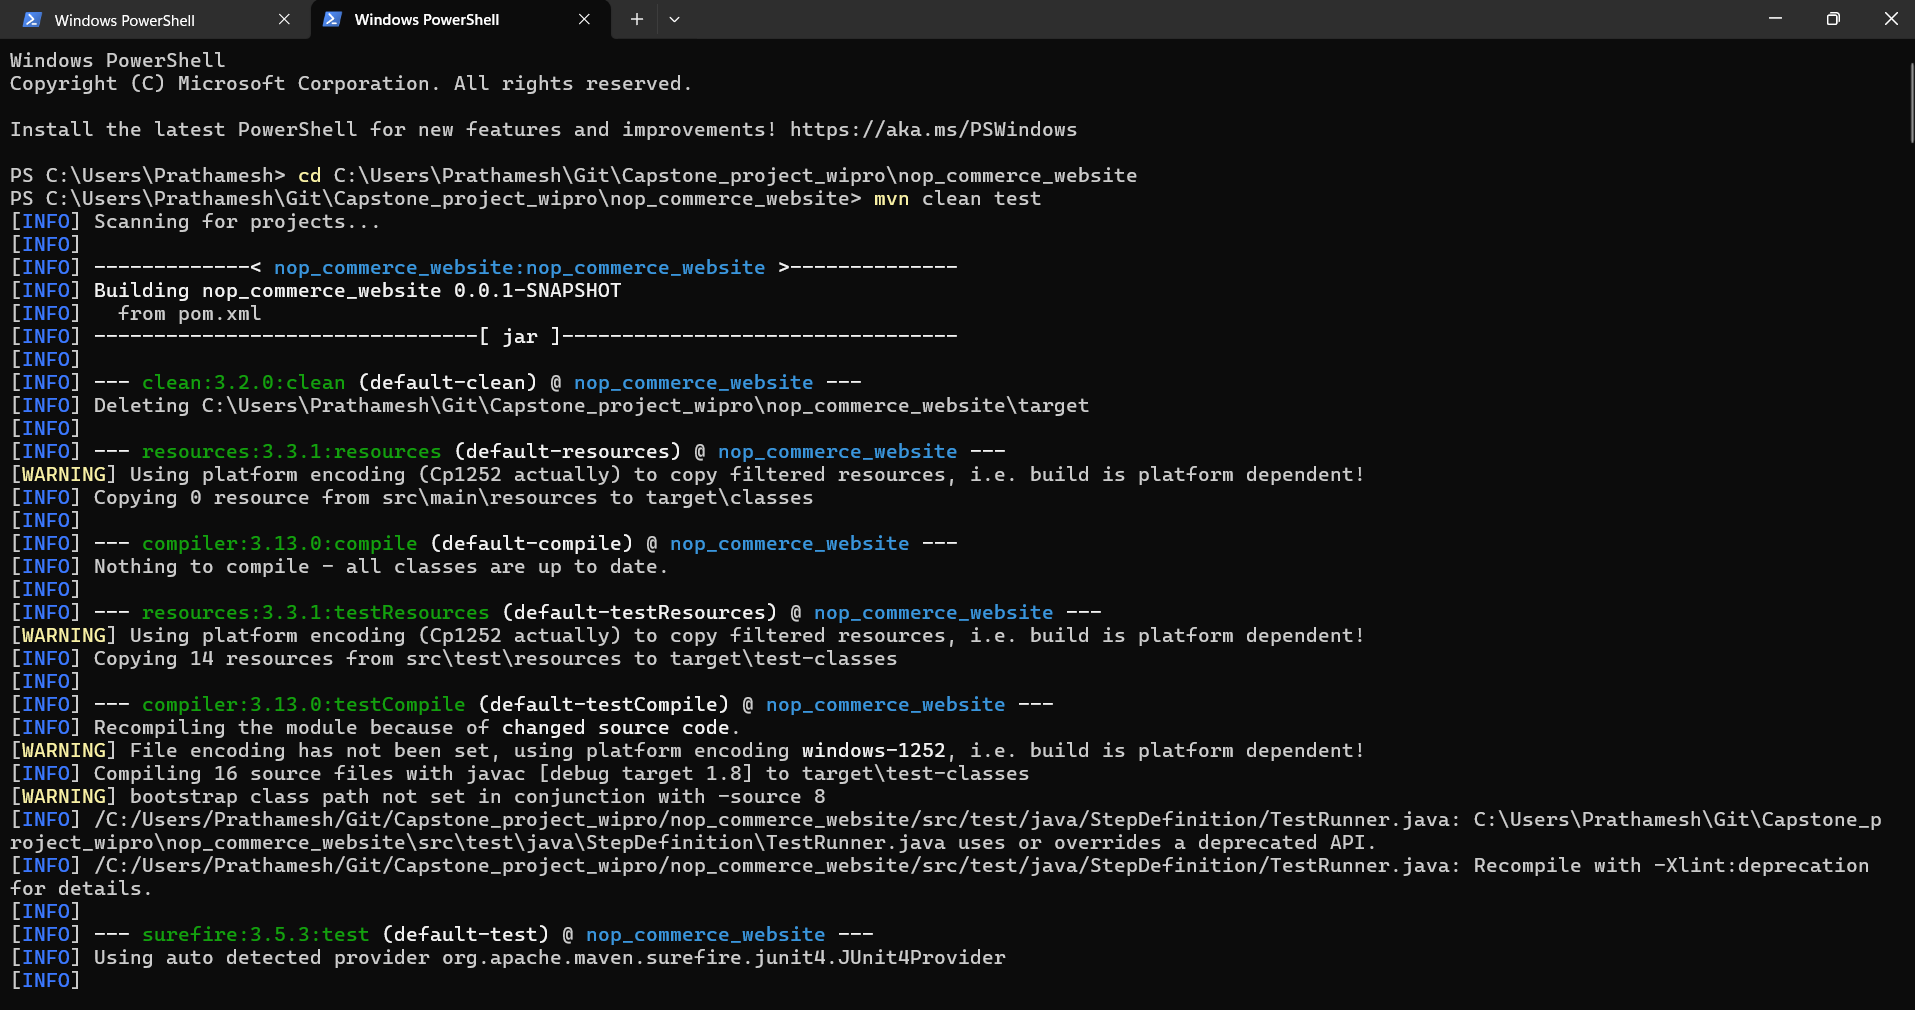 Windows PowerShell
Windows PowerShell
Windows PowerShell
Copyright (C) Microsoft Corporation. All rights reserved.
Install the latest PowerShell for new features and improvements! https://aka.ms/PSWindows
PS C:\Users\Prathamesh> cd C:\Users\Prathamesh\Git\Capstone_project_wipro\nop_commerce_website
PS C:\Users\Prathamesh\Git\Capstone_project_wipro\nop_commerce_website> mvn clean test
[INFO] Scanning for projects...
[INFO]
[INFO] -------------< nop_commerce_website:nop_commerce_website >--------------
[INFO] Building nop_commerce_website 0.0.1-SNAPSHOT
[INFO]   from pom.xml
[INFO] --------------------------------[ jar ]---------------------------------
[INFO]
[INFO] --- clean:3.2.0:clean (default-clean) @ nop_commerce_website ---
[INFO] Deleting C:\Users\Prathamesh\Git\Capstone_project_wipro\nop_commerce_website\target
[INFO]
[INFO] --- resources:3.3.1:resources (default-resources) @ nop_commerce_website ---
[WARNING] Using platform encoding (Cp1252 actually) to copy filtered resources, i.e. build is platform dependent!
[INFO] Copying 0 resource from src\main\resources to target\classes
[INFO]
[INFO] --- compiler:3.13.0:compile (default-compile) @ nop_commerce_website ---
[INFO] Nothing to compile - all classes are up to date.
[INFO]
[INFO] --- resources:3.3.1:testResources (default-testResources) @ nop_commerce_website ---
[WARNING] Using platform encoding (Cp1252 actually) to copy filtered resources, i.e. build is platform dependent!
[INFO] Copying 14 resources from src\test\resources to target\test-classes
[INFO]
[INFO] --- compiler:3.13.0:testCompile (default-testCompile) @ nop_commerce_website ---
[INFO] Recompiling the module because of changed source code.
[WARNING] File encoding has not been set, using platform encoding windows-1252, i.e. build is platform dependent!
[INFO] Compiling 16 source files with javac [debug target 1.8] to target\test-classes
[WARNING] bootstrap class path not set in conjunction with -source 8
[INFO] /C:/Users/Prathamesh/Git/Capstone_project_wipro/nop_commerce_website/src/test/java/StepDefinition/TestRunner.java: C:\Users\Prathamesh\Git\Capstone_p
roject_wipro\nop_commerce_website\src\test\java\StepDefinition\TestRunner.java uses or overrides a deprecated API.
[INFO] /C:/Users/Prathamesh/Git/Capstone_project_wipro/nop_commerce_website/src/test/java/StepDefinition/TestRunner.java: Recompile with -Xlint:deprecation
for details.
[INFO]
[INFO] --- surefire:3.5.3:test (default-test) @ nop_commerce_website ---
[INFO] Using auto detected provider org.apache.maven.surefire.junit4.JUnit4Provider
[INFO]